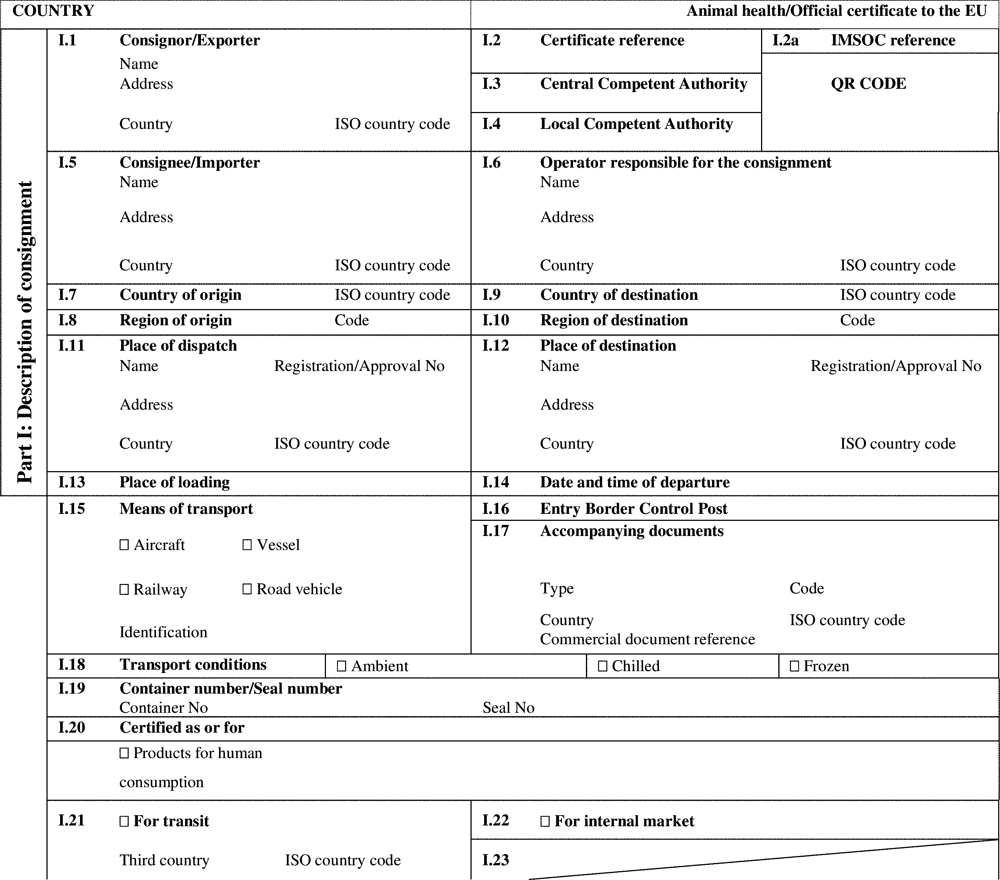 COUNTRY Animal health/Official certificate to the EU
Part I: Description of consignment
I.1 Consignor/Exporter
Name
Address
Country ISO country code
I.2 Certificate reference
I.2a IMSOC reference
QR CODE
I.3 Central Competent Authority
I.4 Local Competent Authority
I.5 Consignee/Importer
Name
Address
Country ISO country code
I.6 Operator responsible for the consignment
Name
Address
Country ISO country code
I.7 Country of origin ISO country code
I.9 Country of destination ISO country code
I.8 Region of origin Code
I.10 Region of destination Code
I.11 Place of dispatch
Name Registration/Approval No
Address
Country ISO country code
I.12 Place of destination
Name Registration/Approval No
Address
Country ISO country code
I.13 Place of loading
I.14 Date and time of departure
I.15 Means of transport
☐ Aircraft ☐ Vessel
☐ Railway ☐ Road vehicle
Identification
I.16 Entry Border Control Post
I.17 Accompanying documents
Type Code
Country ISO country code
Commercial document reference
I.18 Transport conditions ☐ Ambient ☐ Chilled ☐ Frozen
I.19 Container number/Seal number
Container No Seal No
I.20 Certified as or for
☐ Products for human
consumption
I.21 ☐ For transit
Third country ISO country code
I.22 ☐ For internal market
I.23